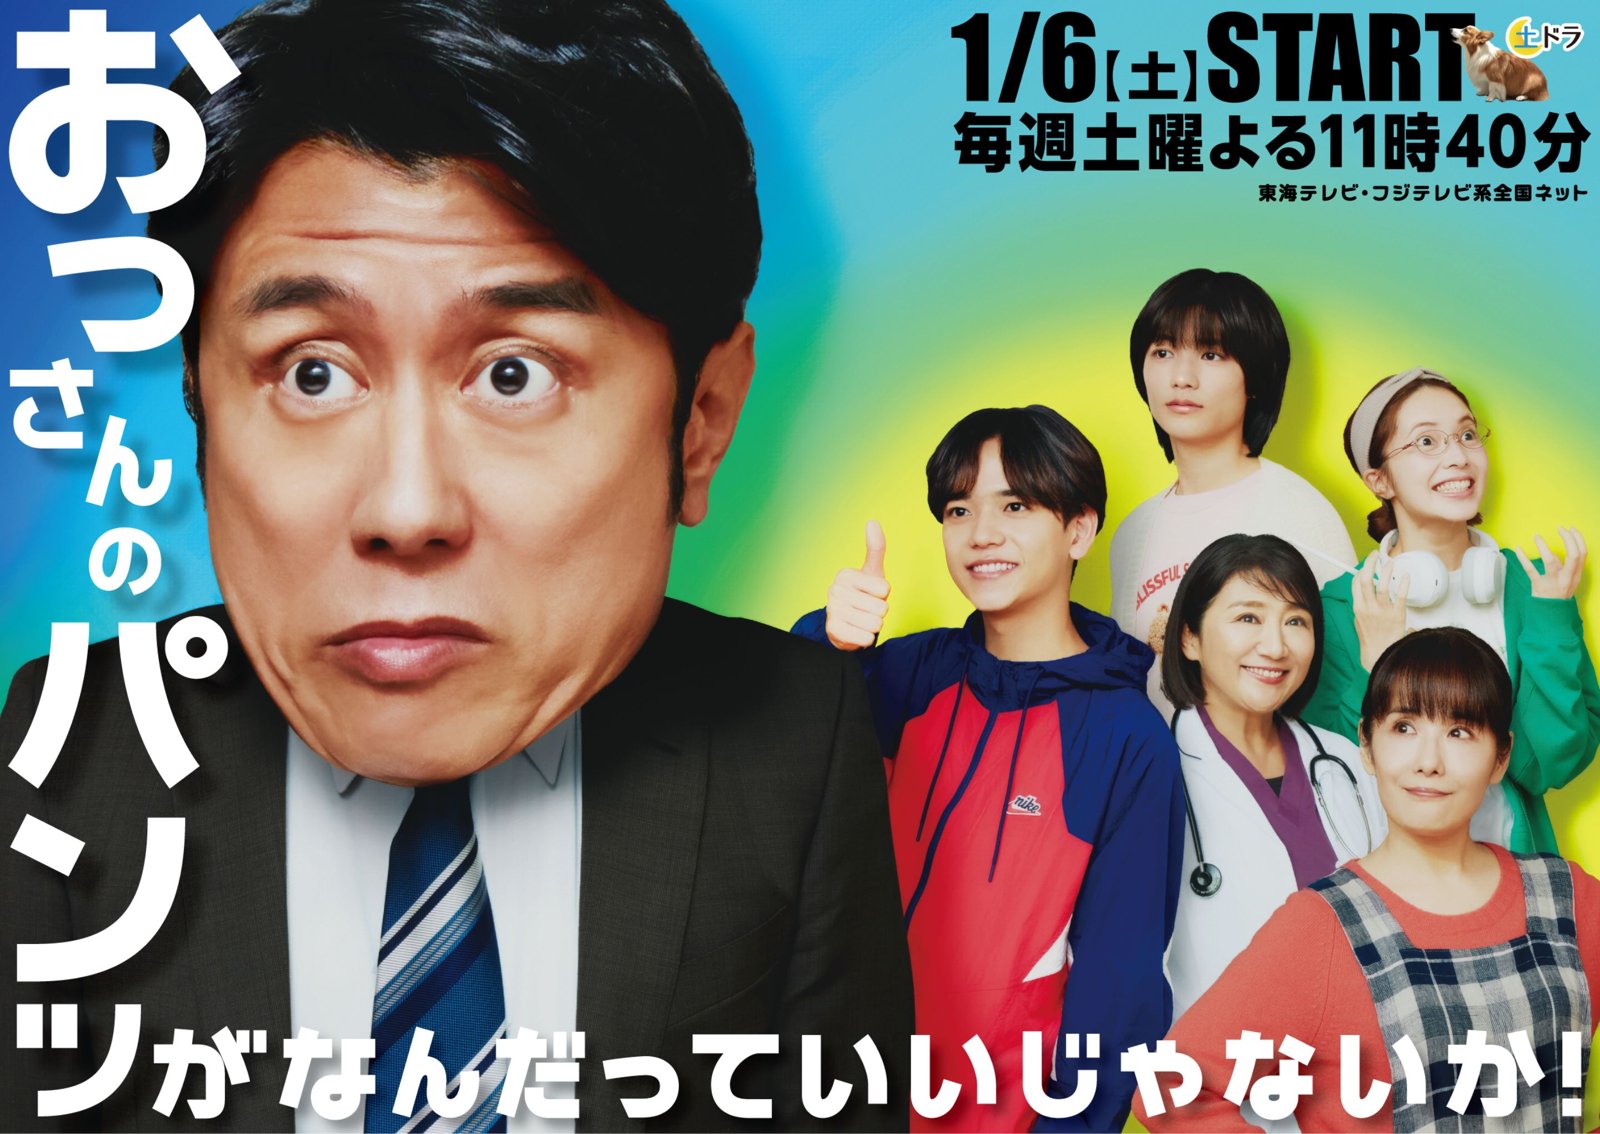 おっさんのパンツがなんだっていいじゃないか!
1/6【土】START
土ドラ
毎週土曜よる11時40分
東海テレビ・フジテレビ系全国ネット
BLISSFUL
nike